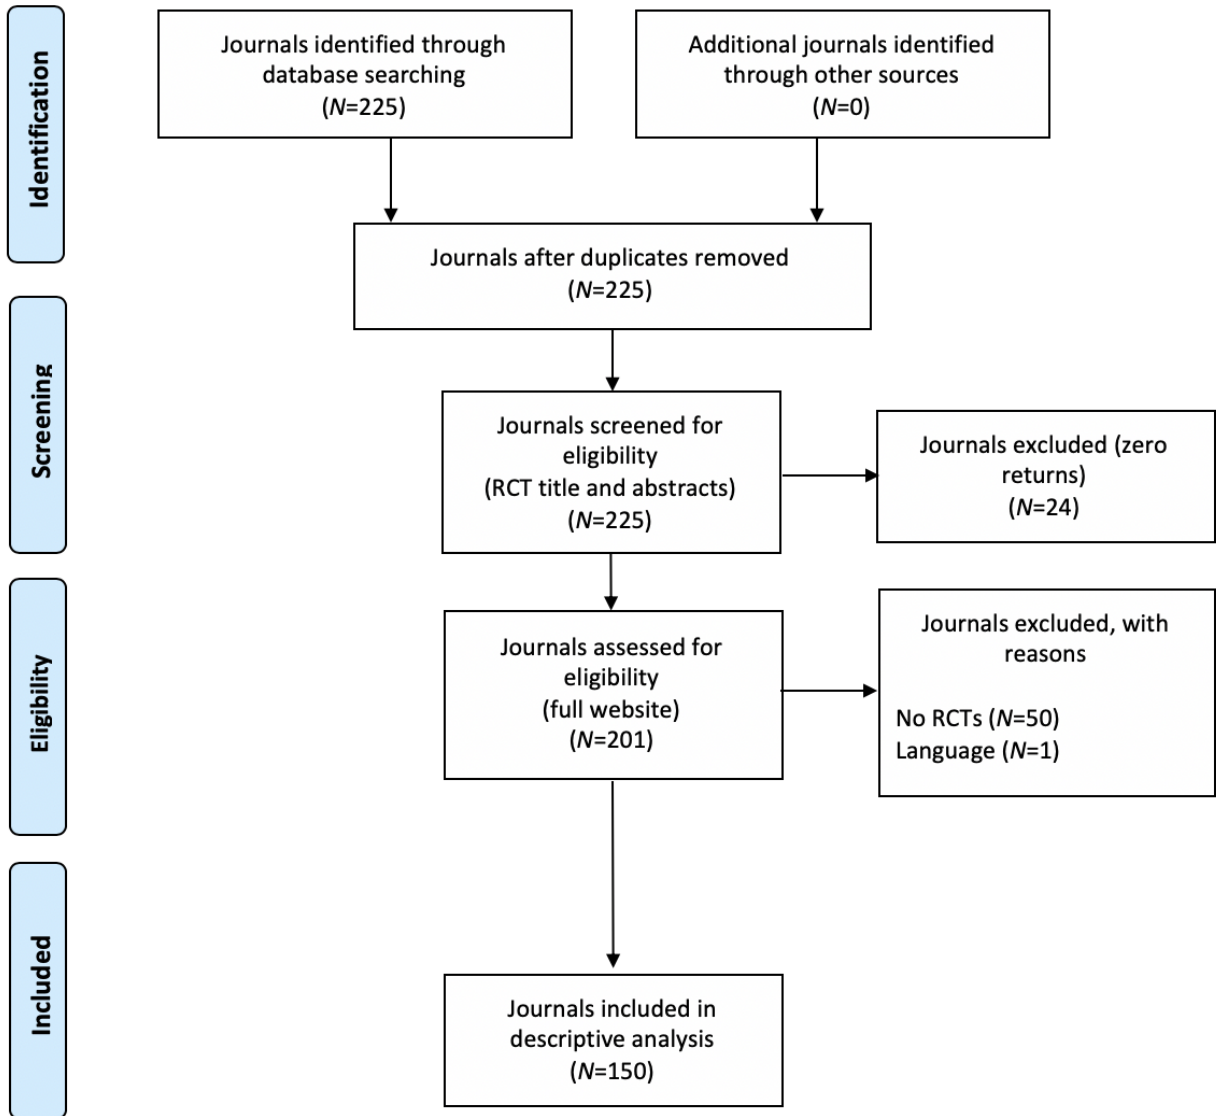 Identification
Journals identified through
database searching
(N=225)
Additional journals identified
through other sources
(N=0)
Journals after duplicates removed
(N=225)
Screening
Journals screened for
eligibility
(RCT title and abstracts)
(N=225)
Journals excluded (zero
returns)
(N=24)
Eligibility
Journals assessed for
eligibility
(full website)
(N=201)
Journals excluded, with
reasons
No RCTs (N=50)
Language (N=1)
Included
Journals included in
descriptive analysis
(N=150)